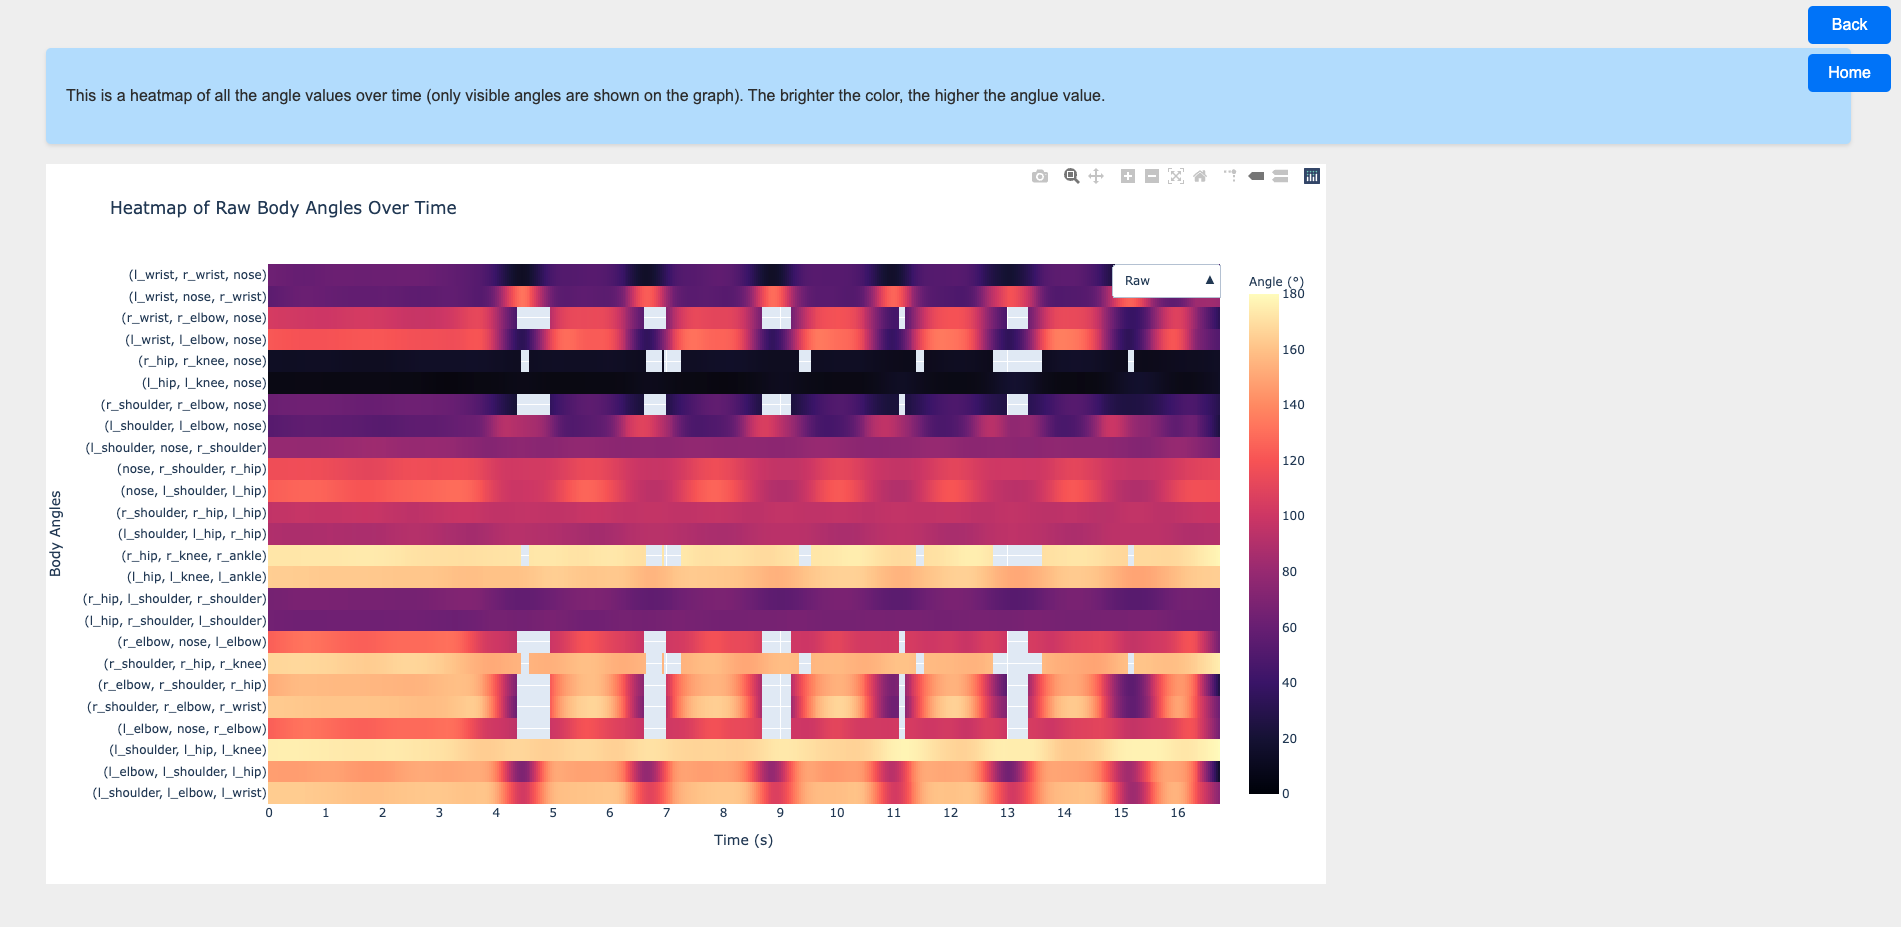 Back
Home
This is a heatmap of all the angle values over time (only visible angles are shown on the graph). The brighter the color, the higher the anglue value.
Heatmap of Raw Body Angles Over Time
Raw ▲
Angle (°)
(l_wrist, r_wrist, nose)
(l_wrist, nose, r_wrist)
(r_wrist, r_elbow, nose)
(l_wrist, l_elbow, nose)
(r_hip, r_knee, nose)
(l_hip, l_knee, nose)
(r_shoulder, r_elbow, nose)
(l_shoulder, l_elbow, nose)
(l_shoulder, nose, r_shoulder)
(nose, r_shoulder, r_hip)
(nose, l_shoulder, l_hip)
(r_shoulder, r_hip, l_hip)
(l_shoulder, l_hip, r_hip)
(r_hip, r_knee, r_ankle)
(l_hip, l_knee, l_ankle)
(r_hip, l_shoulder, r_shoulder)
(l_hip, r_shoulder, l_shoulder)
(r_elbow, nose, l_elbow)
(r_shoulder, r_hip, r_knee)
(r_elbow, r_shoulder, r_hip)
(r_shoulder, r_elbow, r_wrist)
(l_elbow, nose, r_elbow)
(l_shoulder, l_hip, l_knee)
(l_elbow, l_shoulder, l_hip)
(l_shoulder, l_elbow, l_wrist)
Body Angles
180
160
140
120
100
80
60
40
20
0
0 1 2 3 4 5 6 7 8 9 10 11 12 13 14 15 16
Time (s)